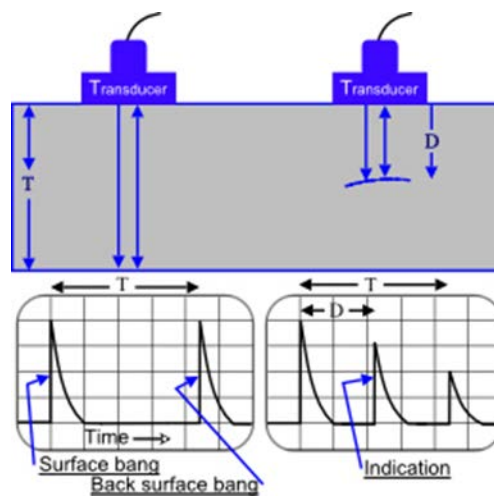 Transducer
Transducer
T
D
T
T
D
Time
Surface bang
Back surface bang
Indication